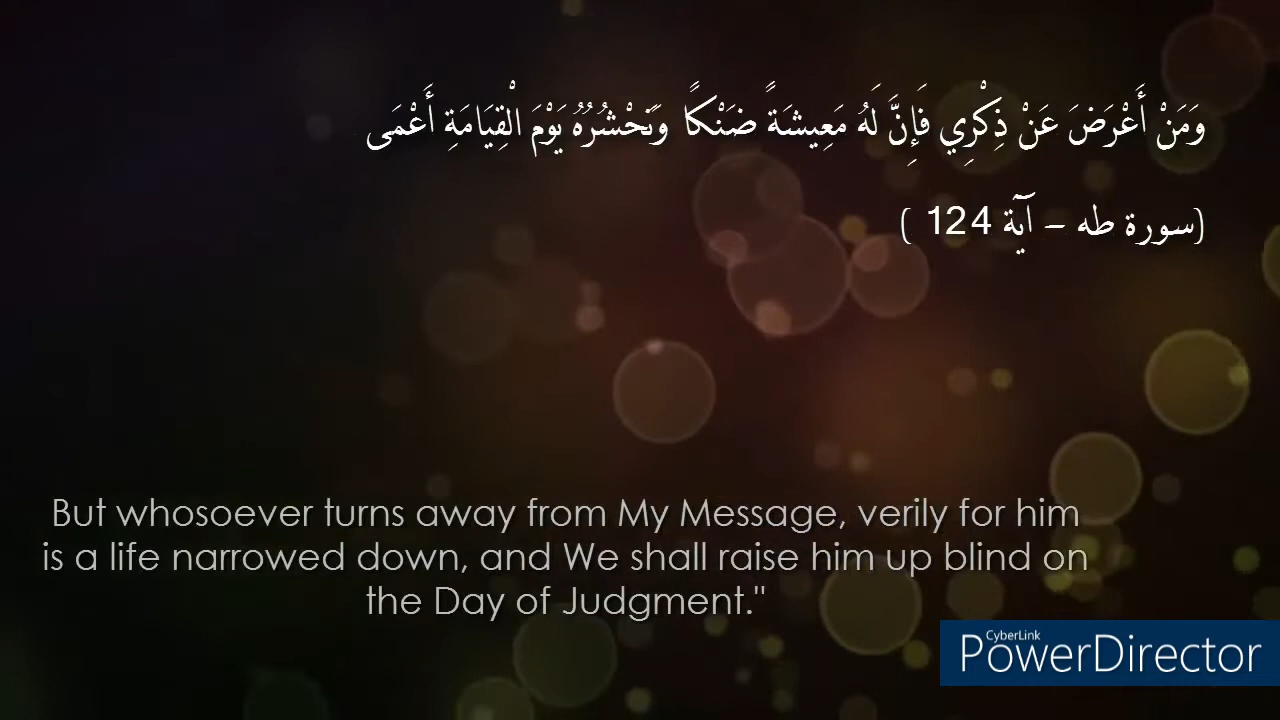 وَمَنْ أَعْرَضَ عَنْ ذِكْرِي فَإِنَّ لَهُ مَعِيشَةً ضَنْكًا وَنَحْشُرُهُ يَوْمَ الْقِيَامَةِ أَعْمَى
(سورة طه – آية 124 )
But whosoever turns away from My Message, verily for him
is a life narrowed down, and We shall raise him up blind on
the Day of Judgment."
CyberLink
PowerDirector